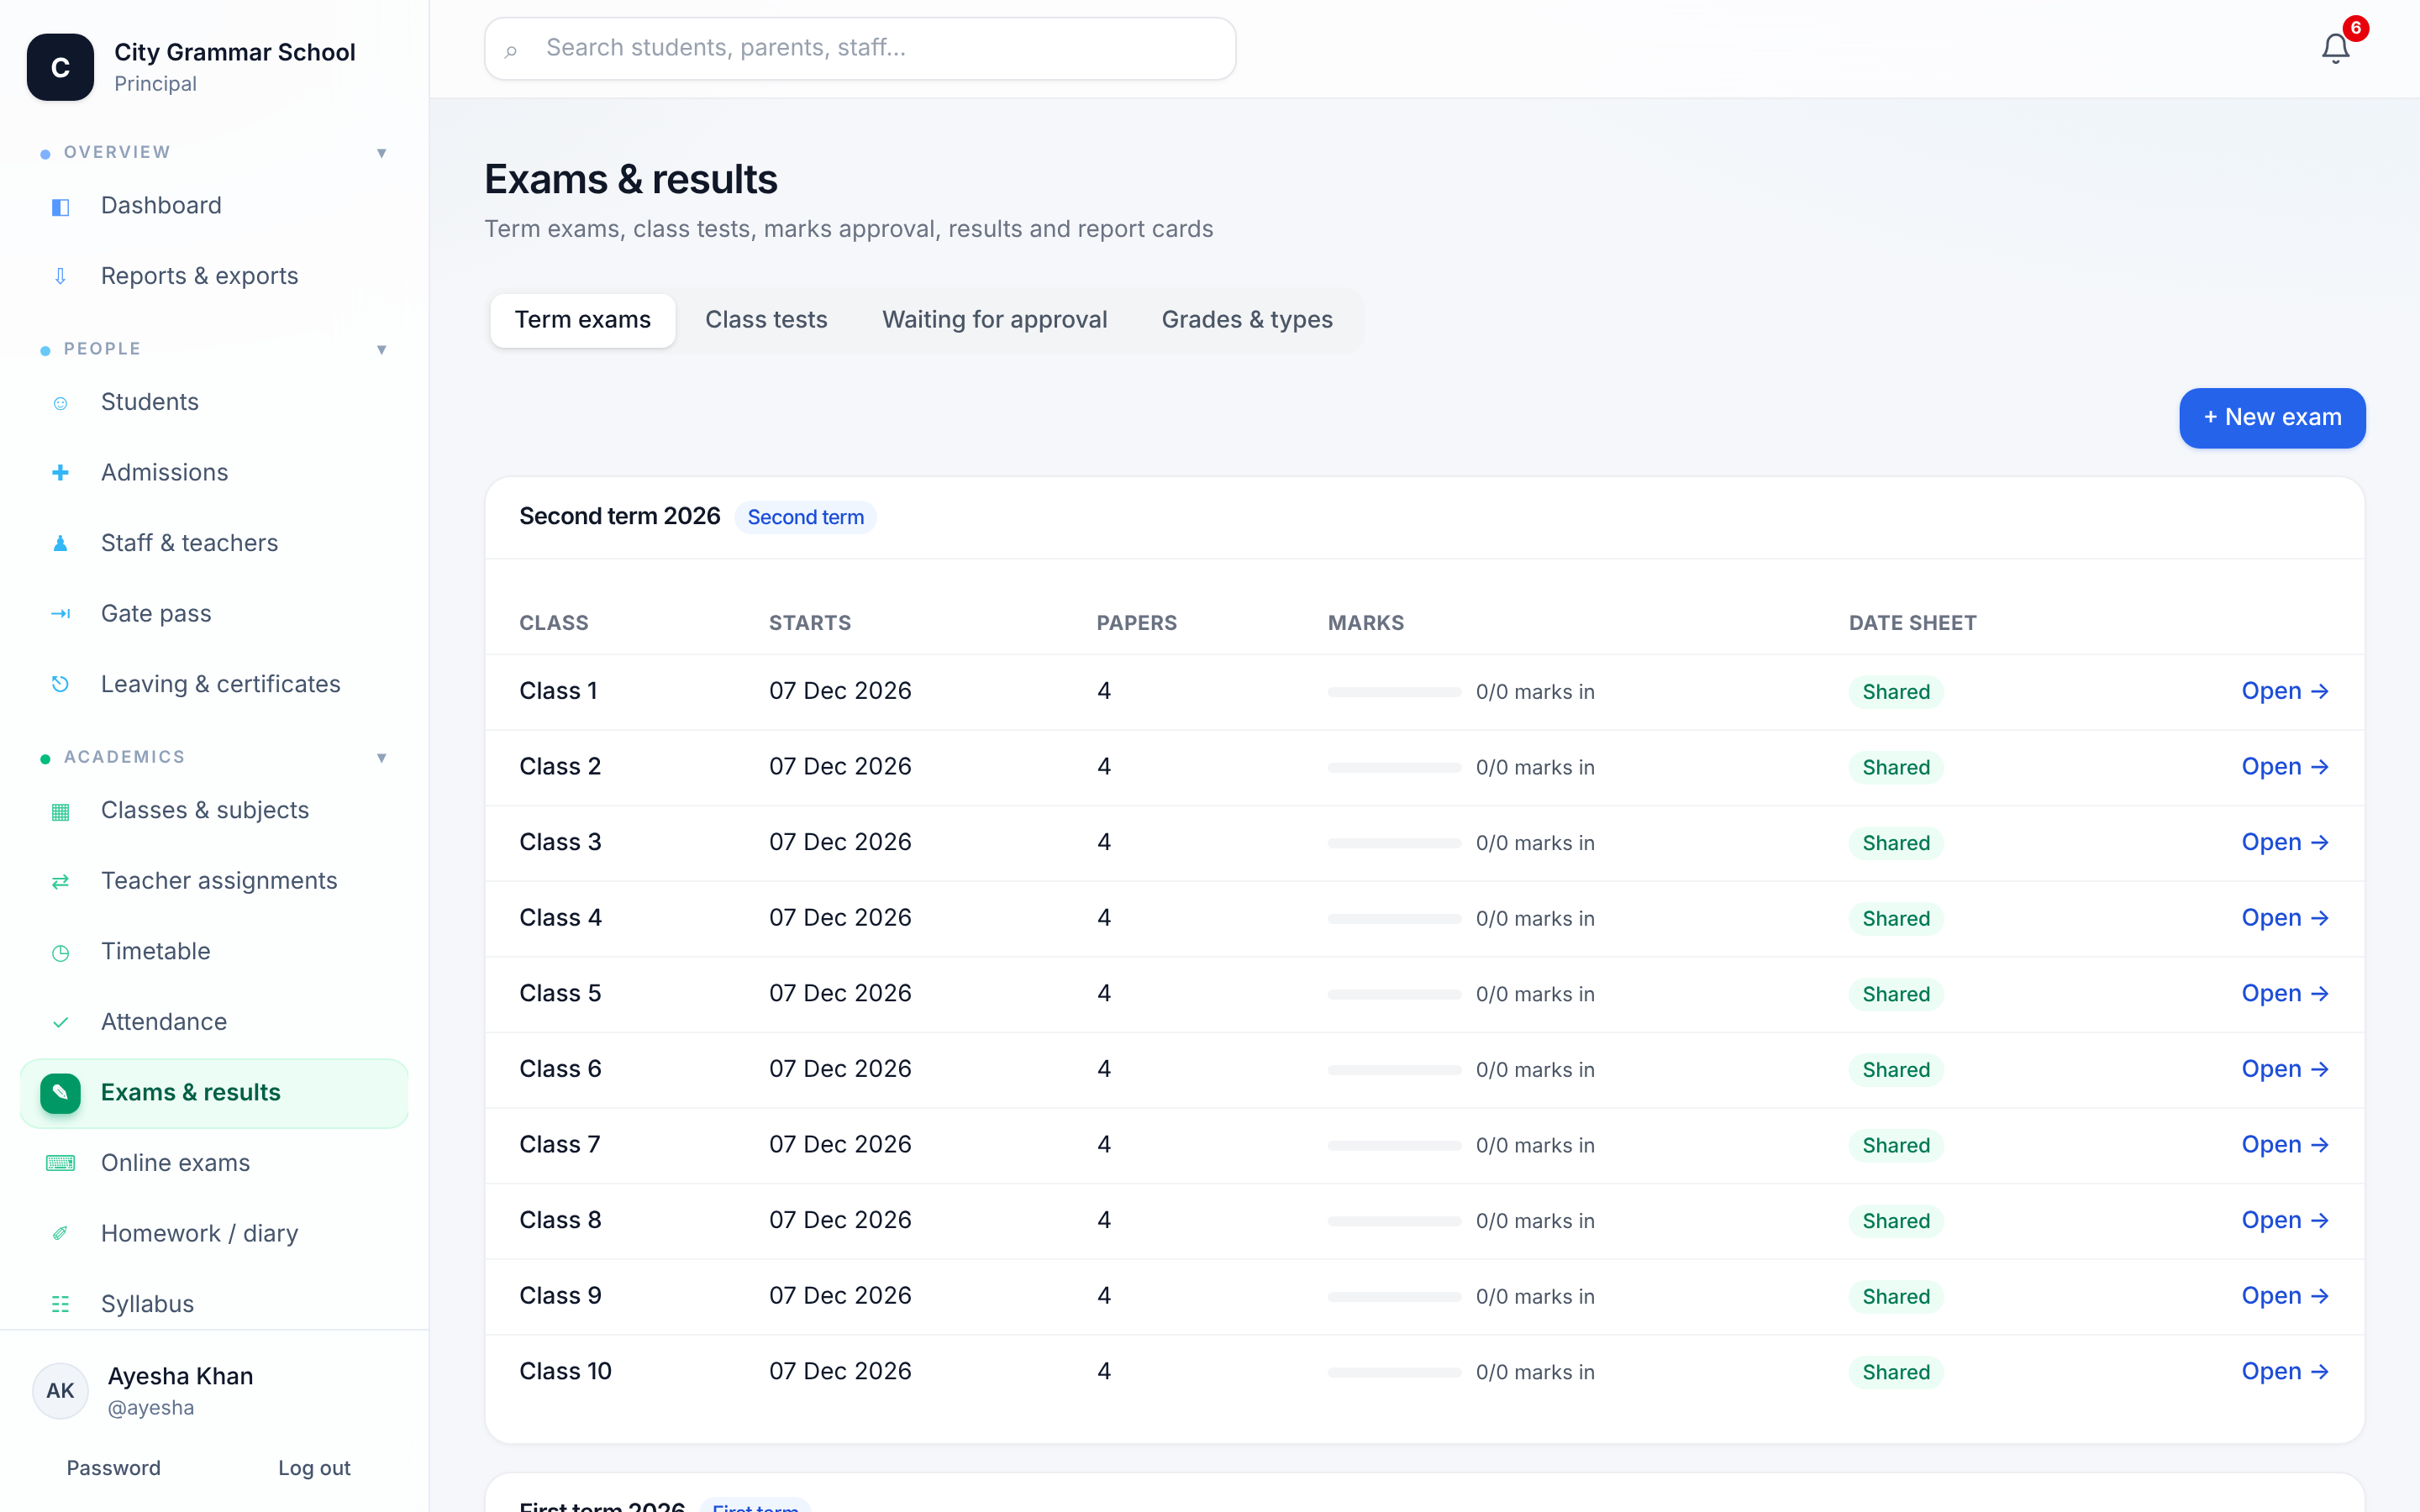 C
City Grammar School
Principal
OVERVIEW
Dashboard
Reports & exports
PEOPLE
Students
Admissions
Staff & teachers
Gate pass
Leaving & certificates
ACADEMICS
Classes & subjects
Teacher assignments
Timetable
Attendance
Exams & results
Online exams
Homework / diary
Syllabus
AK
Ayesha Khan
@ayesha
Password Log out
Search students, parents, staff...
6
Exams & results
Term exams, class tests, marks approval, results and report cards
Term exams Class tests Waiting for approval Grades & types
+ New exam
Second term 2026 Second term
CLASS STARTS PAPERS MARKS DATE SHEET
Class 1 07 Dec 2026 4 0/0 marks in Shared Open →
Class 2 07 Dec 2026 4 0/0 marks in Shared Open →
Class 3 07 Dec 2026 4 0/0 marks in Shared Open →
Class 4 07 Dec 2026 4 0/0 marks in Shared Open →
Class 5 07 Dec 2026 4 0/0 marks in Shared Open →
Class 6 07 Dec 2026 4 0/0 marks in Shared Open →
Class 7 07 Dec 2026 4 0/0 marks in Shared Open →
Class 8 07 Dec 2026 4 0/0 marks in Shared Open →
Class 9 07 Dec 2026 4 0/0 marks in Shared Open →
Class 10 07 Dec 2026 4 0/0 marks in Shared Open →
First term 2026 First term